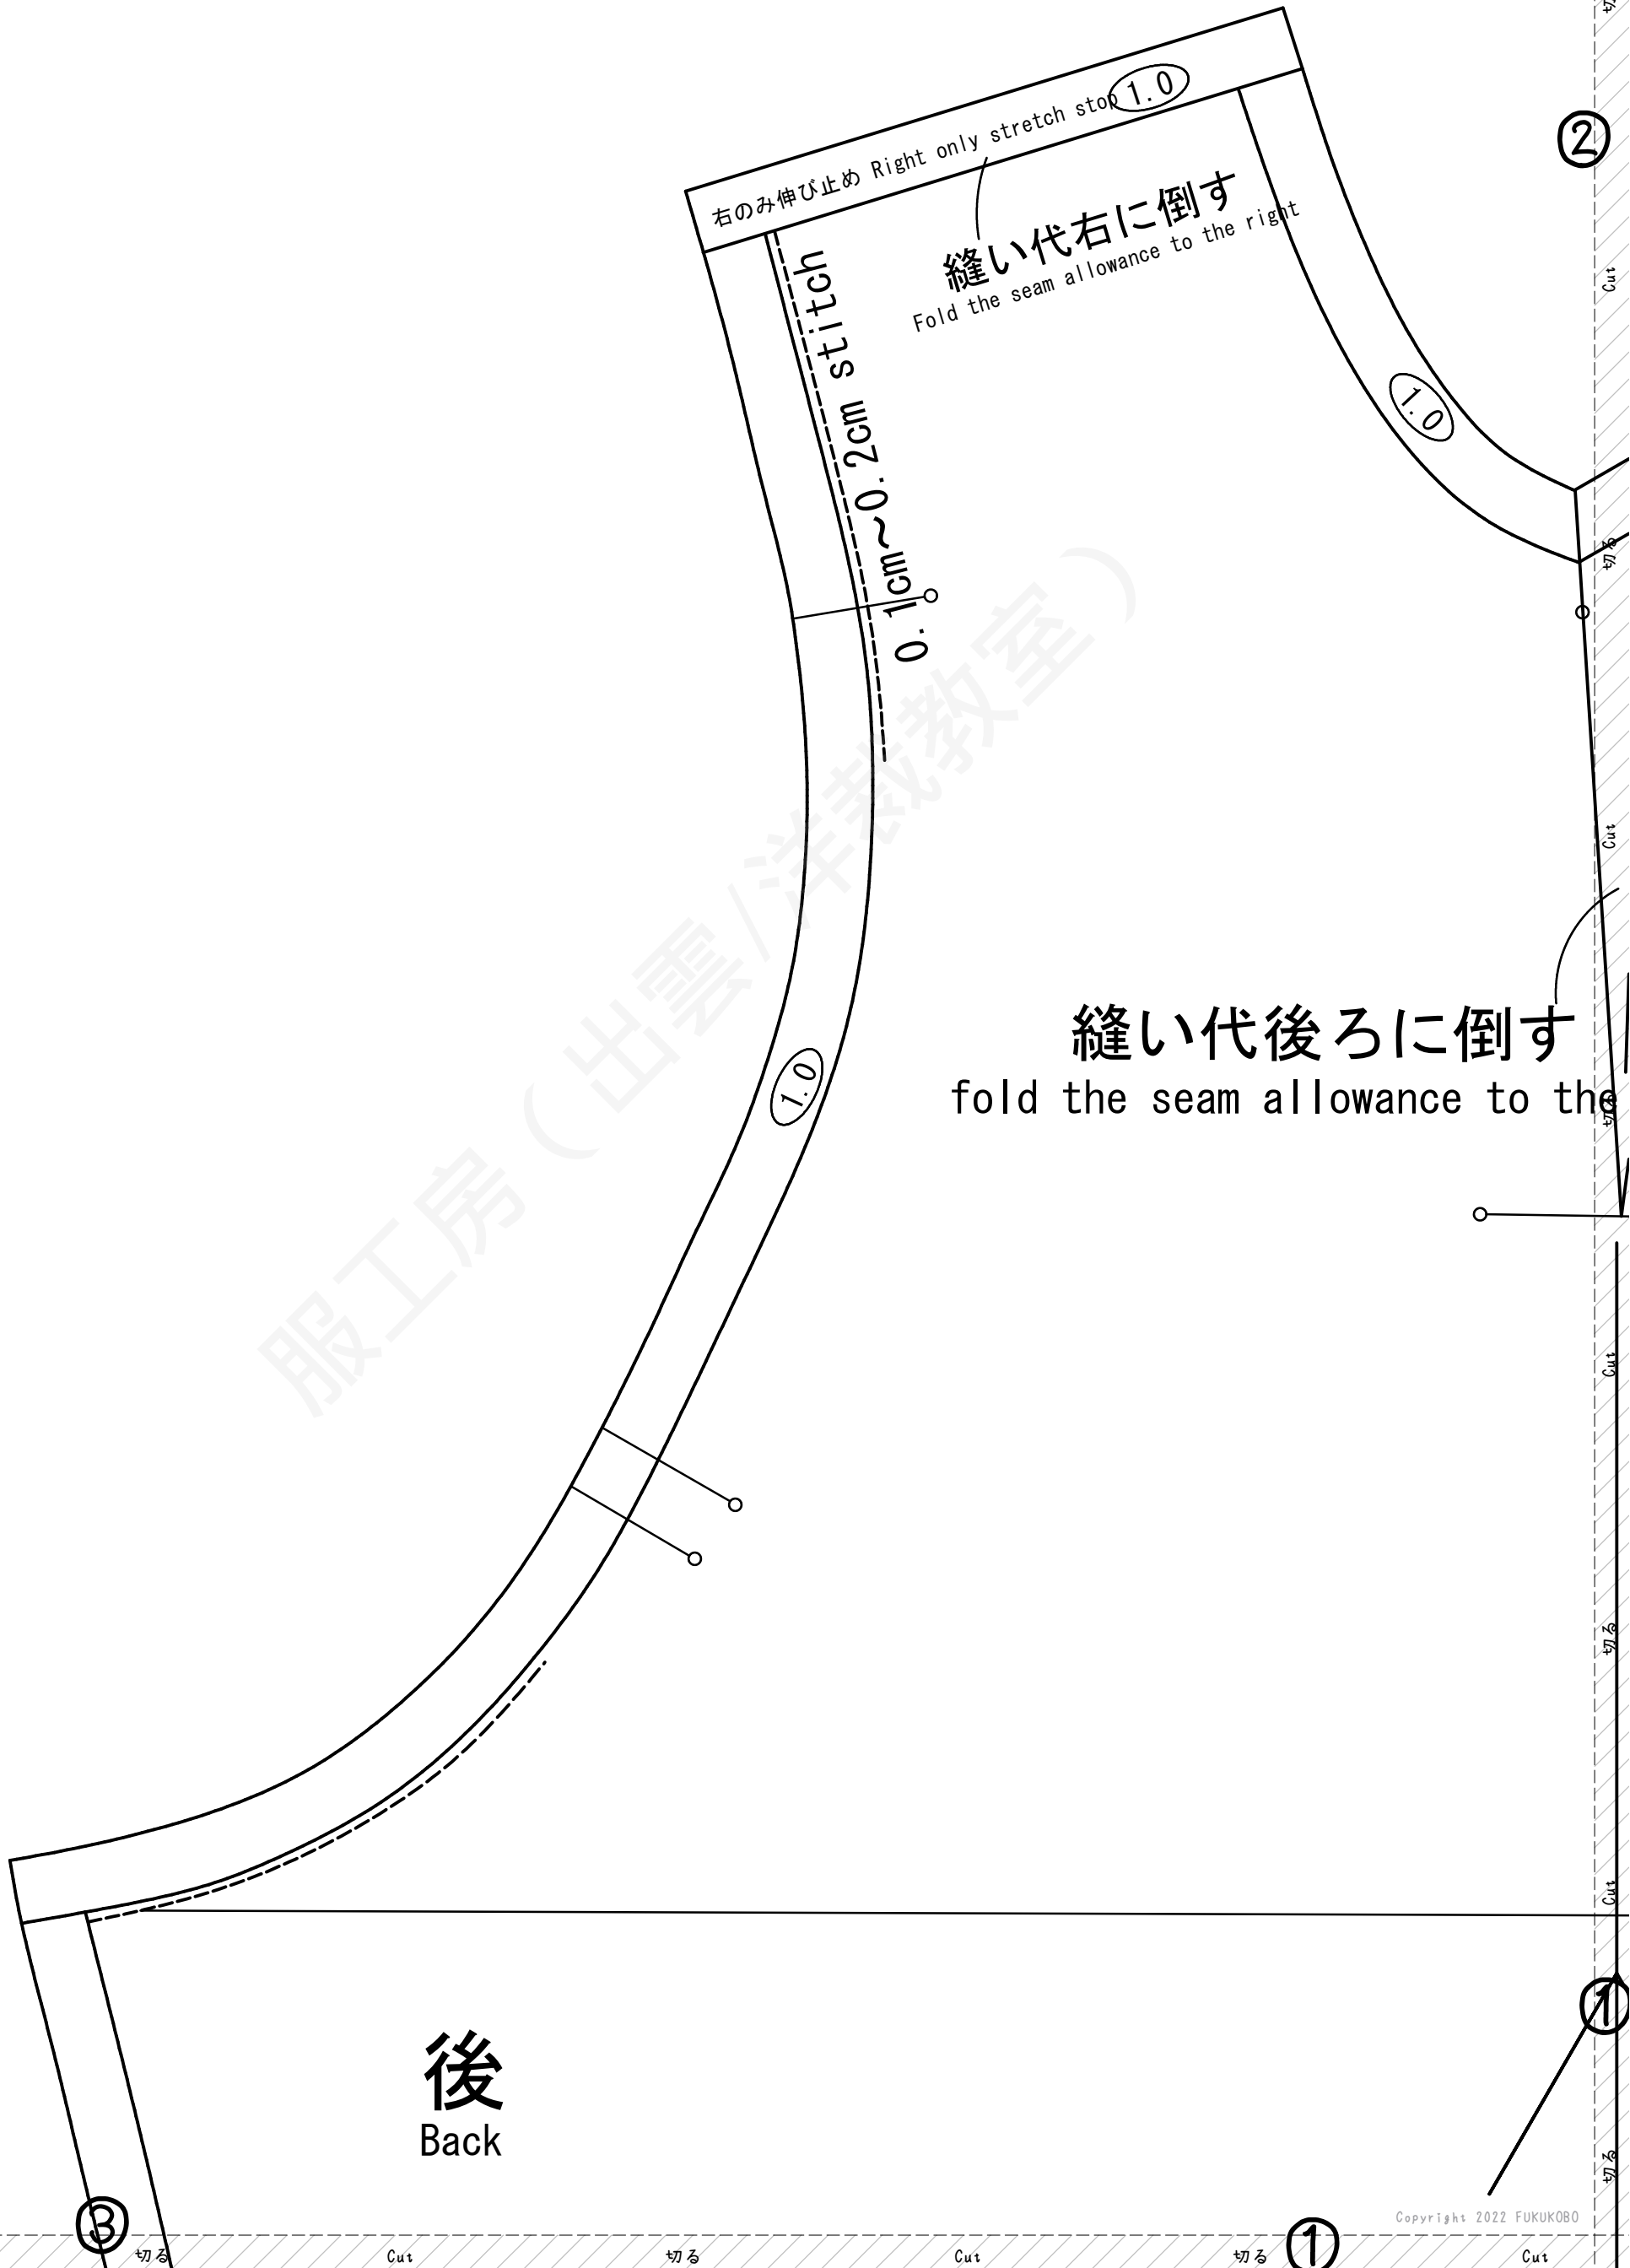 切
1.0
右のみ伸び止め Right only stretch stop
②
縫い代右に倒す
Fold the seam allowance to the right
Cut
0.1cm～0.2cm stitch
1.0
切る
Cut
服工房（出雲/洋裁教室）
縫い代後ろに倒す
fold the seam allowance to the
1.0
切る
Cut
切る
Cut
①
後
Back
切る
Copyright 2022 FUKUKOBO
③
①
切る Cut 切る Cut 切る Cut